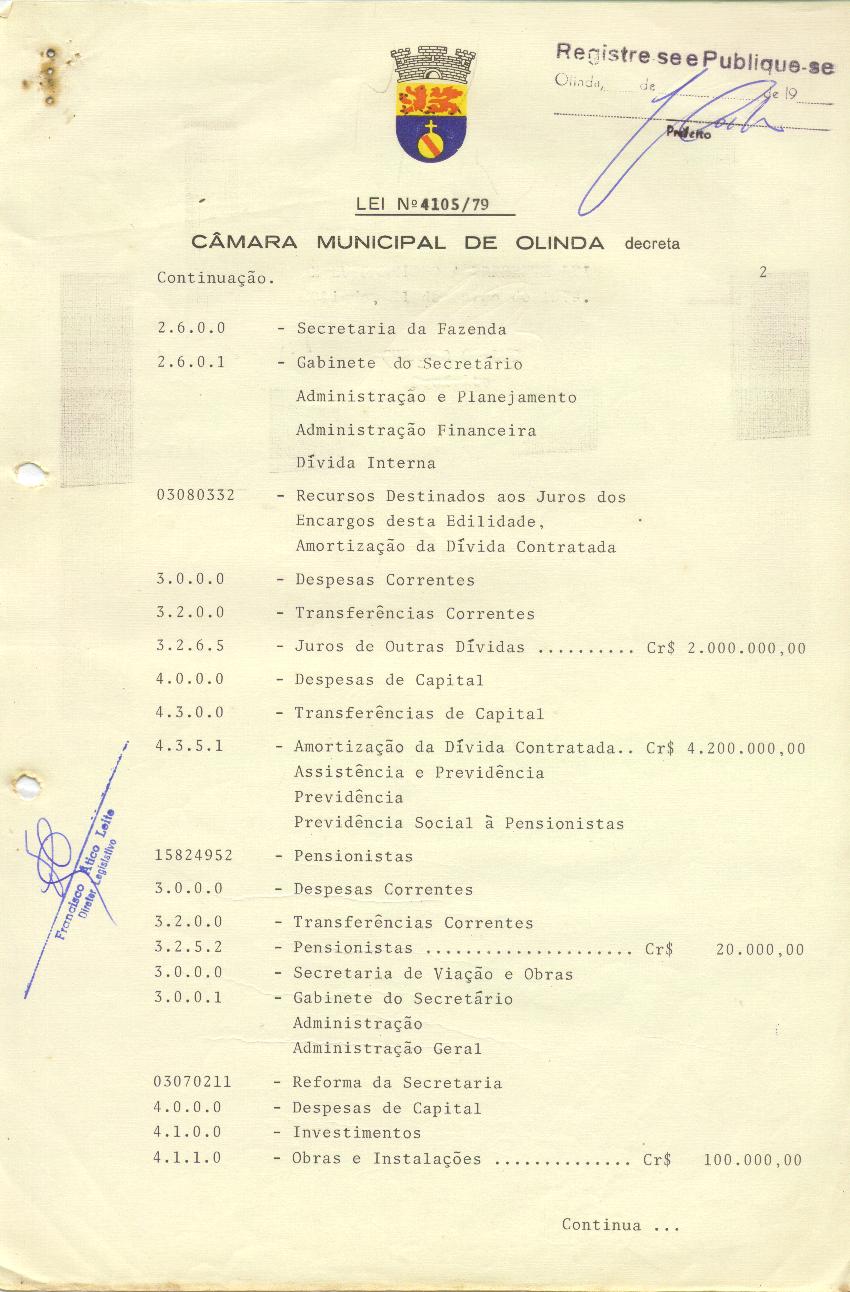 Registre-se e Publique-se
Olinda, de de 19
Prefeito
LEI Nº 4105/79
CÂMARA MUNICIPAL DE OLINDA decreta
Continuação. 2
2.6.0.0 - Secretaria da Fazenda
2.6.0.1 - Gabinete do Secretário
Administração e Planejamento
Administração Financeira
Dívida Interna
03080332 - Recursos Destinados aos Juros dos
Encargos desta Edilidade,
Amortização da Dívida Contratada
3.0.0.0 - Despesas Correntes
3.2.0.0 - Transferências Correntes
3.2.6.5 - Juros de Outras Dívidas .......... Cr$ 2.000.000,00
4.0.0.0 - Despesas de Capital
4.3.0.0 - Transferências de Capital
4.3.5.1 - Amortização da Dívida Contratada.. Cr$ 4.200.000,00
Assistência e Previdência
Previdência
Previdência Social à Pensionistas
15824952 - Pensionistas
3.0.0.0 - Despesas Correntes
3.2.0.0 - Transferências Correntes
3.2.5.2 - Pensionistas ..................... Cr$ 20.000,00
3.0.0.0 - Secretaria de Viação e Obras
3.0.0.1 - Gabinete do Secretário
Administração
Administração Geral
03070211 - Reforma da Secretaria
4.0.0.0 - Despesas de Capital
4.1.0.0 - Investimentos
4.1.1.0 - Obras e Instalações .............. Cr$ 100.000,00
Continua ...
Francisco Ático Leite
Diretor Legislativo